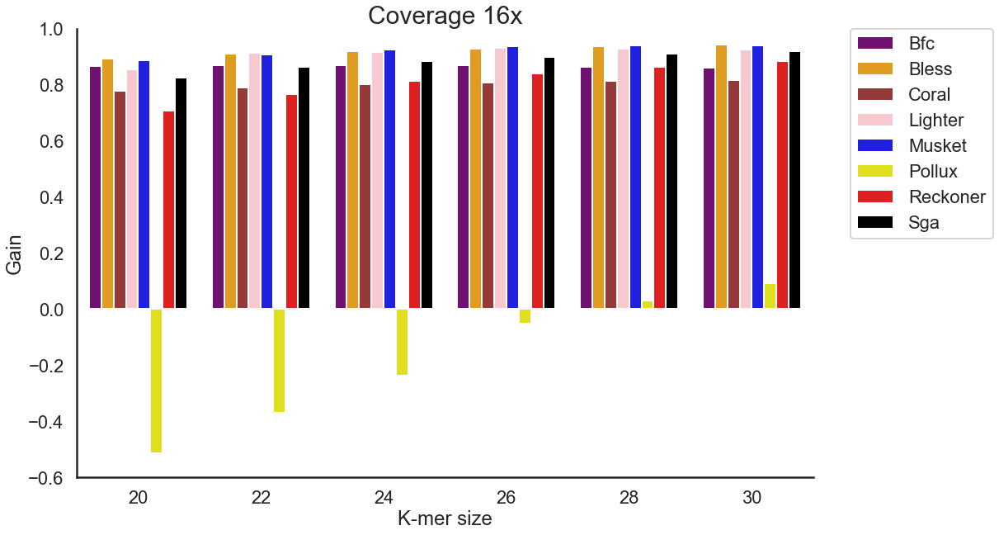 Coverage 16x
Gain
1.0
0.8
0.6
0.4
0.2
0.0
−0.2
−0.4
−0.6
20 22 24 26 28 30
K-mer size
Bfc
Bless
Coral
Lighter
Musket
Pollux
Reckoner
Sga